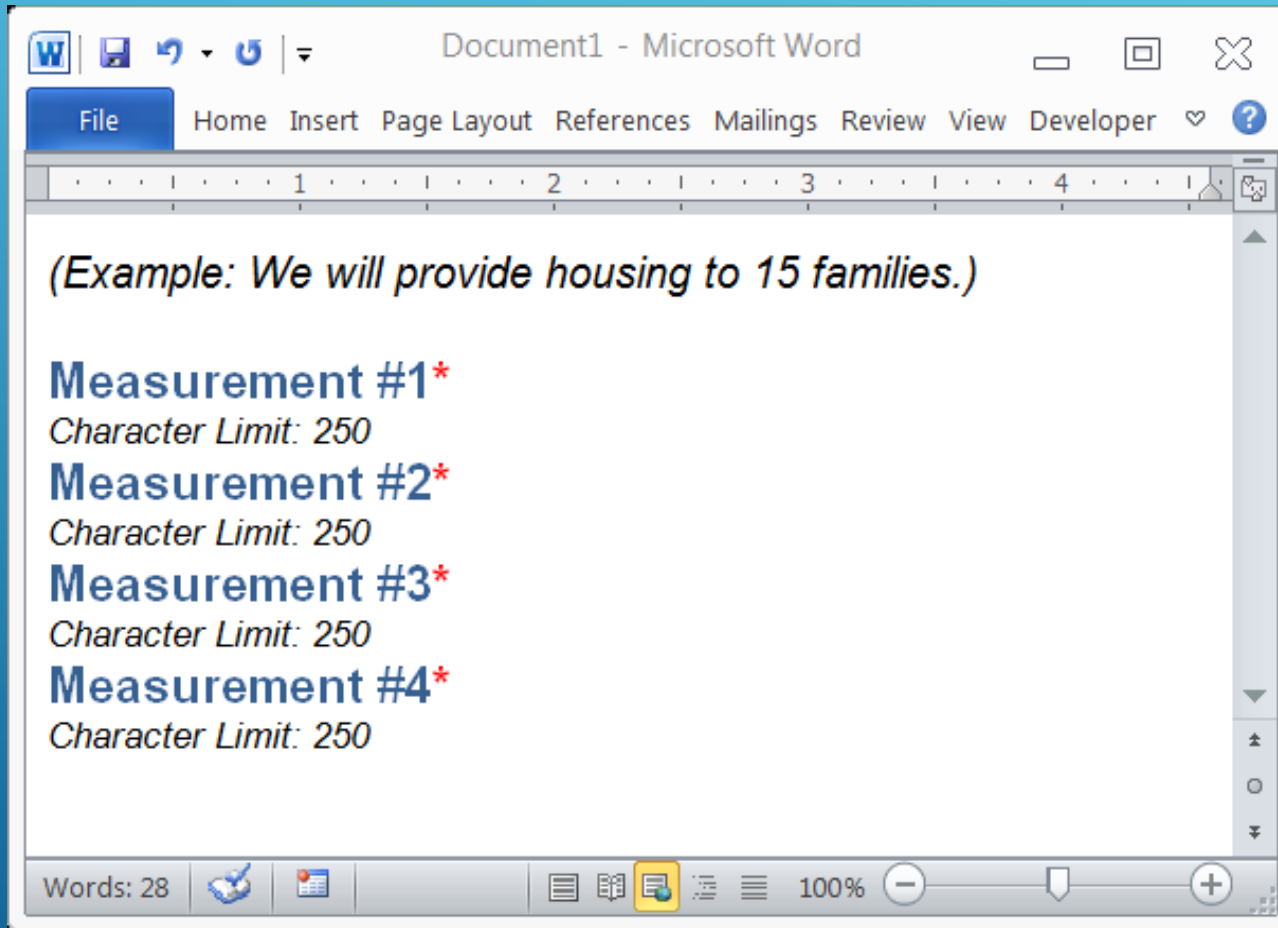 W Document1 - Microsoft Word
File Home Insert Page Layout References Mailings Review View Developer ?
1 2 3 4
(Example: We will provide housing to 15 families.)
Measurement #1*
Character Limit: 250
Measurement #2*
Character Limit: 250
Measurement #3*
Character Limit: 250
Measurement #4*
Character Limit: 250
Words: 28 100%